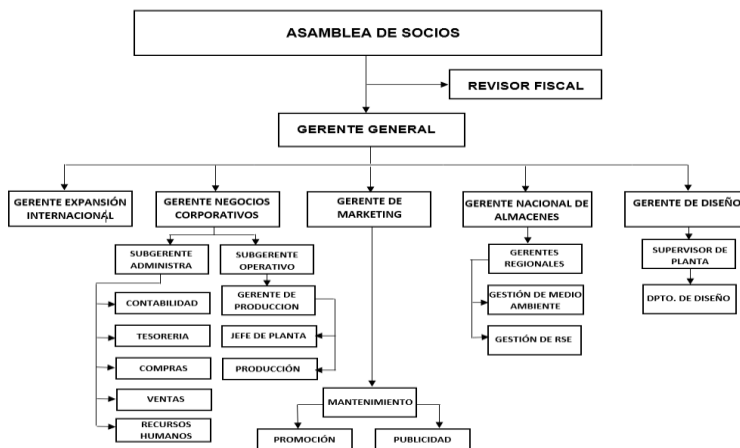 ASAMBLEA DE SOCIOS
REVISOR FISCAL
GERENTE GENERAL
GERENTE EXPANSIÓN
INTERNACIONAL
GERENTE NEGOCIOS
CORPORATIVOS
GERENTE DE
MARKETING
GERENTE NACIONAL DE
ALMACENES
GERENTE DE DISEÑO
SUBGERENTE
ADMINISTRA
SUBGERENTE
OPERATIVO
GERENTES
REGIONALES
SUPERVISOR DE
PLANTA
CONTABILIDAD
GERENTE DE
PRODUCCION
GESTIÓN DE MEDIO
AMBIENTE
DPTO. DE DISEÑO
TESORERIA
JEFE DE PLANTA
GESTIÓN DE RSE
COMPRAS
PRODUCCIÓN
VENTAS
MANTENIMIENTO
RECURSOS
HUMANOS
PROMOCIÓN
PUBLICIDAD